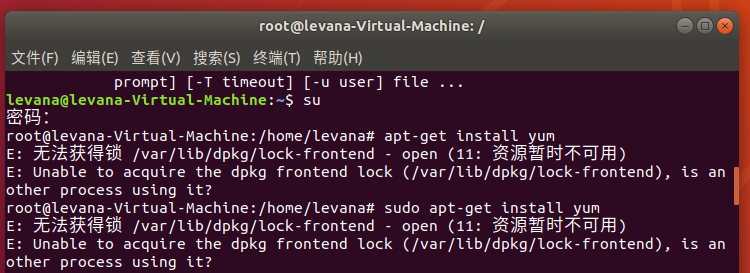 root@levana-Virtual-Machine: /
文件(F) 编辑(E) 查看(V) 搜索(S) 终端(T) 帮助(H)
prompt] [-T timeout] [-u user] file ...
levana@levana-Virtual-Machine:~$ su
密码：
root@levana-Virtual-Machine:/home/levana# apt-get install yum
E: 无法获得锁 /var/lib/dpkg/lock-frontend - open (11: 资源暂时不可用)
E: Unable to acquire the dpkg frontend lock (/var/lib/dpkg/lock-frontend), is an
other process using it?
root@levana-Virtual-Machine:/home/levana# sudo apt-get install yum
E: 无法获得锁 /var/lib/dpkg/lock-frontend - open (11: 资源暂时不可用)
E: Unable to acquire the dpkg frontend lock (/var/lib/dpkg/lock-frontend), is an
other process using it?